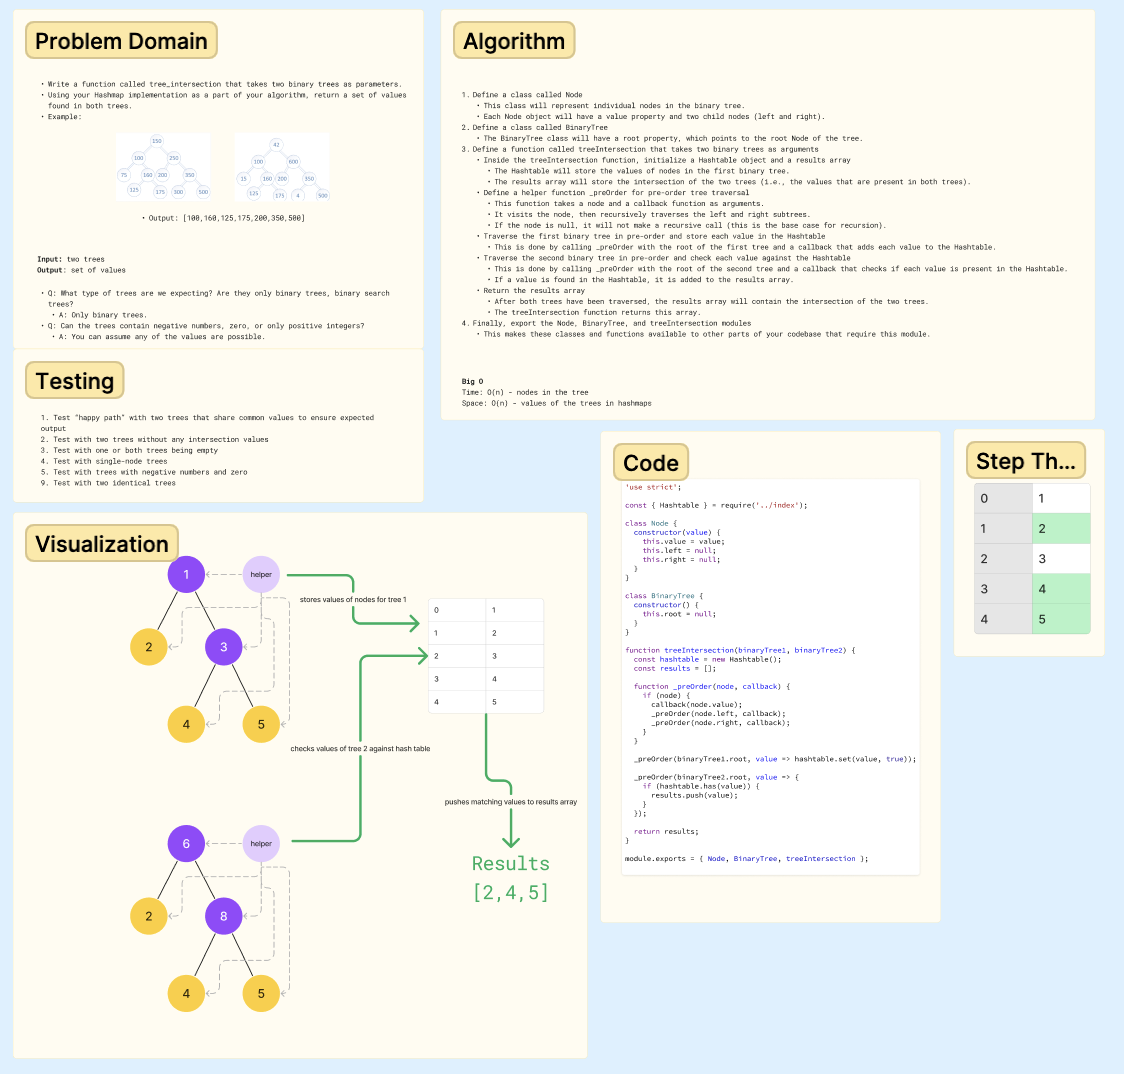 Problem Domain
• Write a function called tree_intersection that takes two binary trees as parameters.
• Using your Hashmap implementation as a part of your algorithm, return a set of values
found in both trees.
• Example:
150
100 250
75 160 200 350
125 175 300 500
42
100 600
15 160 200 350
125 175 4 500
• Output: [100,160,125,175,200,350,500]
Input: two trees
Output: set of values
• Q: What type of trees are we expecting? Are they only binary trees, binary search
trees?
• A: Only binary trees.
• Q: Can the trees contain negative numbers, zero, or only positive integers?
• A: You can assume any of the values are possible.
Testing
1. Test "happy path" with two trees that share common values to ensure expected
output
2. Test with two trees without any intersection values
3. Test with one or both trees being empty
4. Test with single-node trees
5. Test with trees with negative numbers and zero
9. Test with two identical trees
Algorithm
1. Define a class called Node
• This class will represent individual nodes in the binary tree.
• Each Node object will have a value property and two child nodes (left and right).
2. Define a class called BinaryTree
• The BinaryTree class will have a root property, which points to the root Node of the tree.
3. Define a function called treeIntersection that takes two binary trees as arguments
• Inside the treeIntersection function, initialize a Hashtable object and a results array
• The Hashtable will store the values of nodes in the first binary tree.
• The results array will store the intersection of the two trees (i.e., the values that are present in both trees).
• Define a helper function _preOrder for pre-order tree traversal
• This function takes a node and a callback function as arguments.
• It visits the node, then recursively traverses the left and right subtrees.
• If the node is null, it will not make a recursive call (this is the base case for recursion).
• Traverse the first binary tree in pre-order and store each value in the Hashtable
• This is done by calling _preOrder with the root of the first tree and a callback that adds each value to the Hashtable.
• Traverse the second binary tree in pre-order and check each value against the Hashtable
• This is done by calling _preOrder with the root of the second tree and a callback that checks if each value is present in the Hashtable.
• If a value is found in the Hashtable, it is added to the results array.
• Return the results array
• After both trees have been traversed, the results array will contain the intersection of the two trees.
• The treeIntersection function returns this array.
4. Finally, export the Node, BinaryTree, and treeIntersection modules
• This makes these classes and functions available to other parts of your codebase that require this module.
Big O
Time: O(n) - nodes in the tree
Space: O(n) - values of the trees in hashmaps
Visualization
1 helper
2 3
4 5
stores values of nodes for tree 1
0 1
1 2
2 3
3 4
4 5
checks values of tree 2 against hash table
pushes matching values to results array
6 helper
2 8
4 5
Results
[2,4,5]
Code
'use strict';
const { Hashtable } = require('../index');
class Node {
constructor(value) {
this.value = value;
this.left = null;
this.right = null;
}
}
class BinaryTree {
constructor() {
this.root = null;
}
}
function treeIntersection(binaryTree1, binaryTree2) {
const hashtable = new Hashtable();
const results = [];
function _preOrder(node, callback) {
if (node) {
callback(node.value);
_preOrder(node.left, callback);
_preOrder(node.right, callback);
}
}
_preOrder(binaryTree1.root, value => hashtable.set(value, true));
_preOrder(binaryTree2.root, value => {
if (hashtable.has(value)) {
results.push(value);
}
});
return results;
}
module.exports = { Node, BinaryTree, treeIntersection };
Step Th...
0 1
1 2
2 3
3 4
4 5